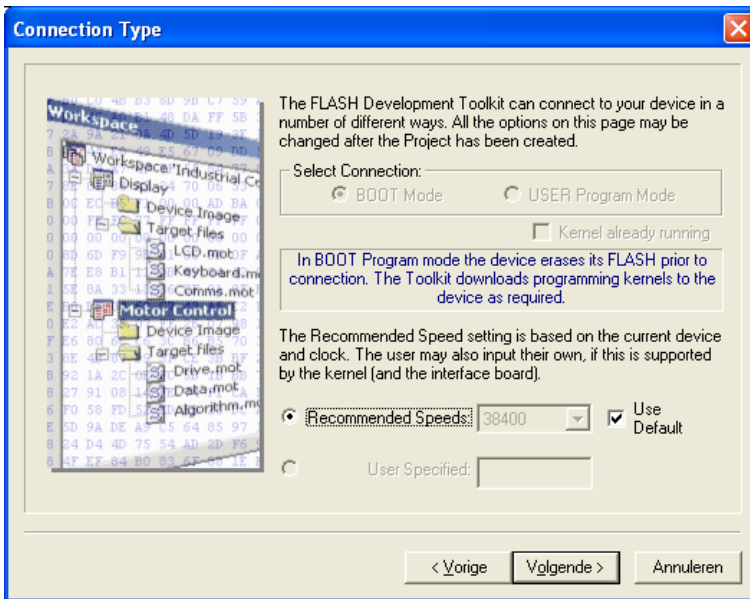 Connection Type
Workspace
Workspace 'Industrial Co
Display
Device Image
Target files
LCD.mot
Keyboard.m
Comms.mot
Motor Control
Device Image
Target files
Drive.mot
Data.mot
Algorithm.mo
The FLASH Development Toolkit can connect to your device in a
number of different ways. All the options on this page may be
changed after the Project has been created.
Select Connection:
BOOT Mode
USER Program Mode
Kernel already running
In BOOT Program mode the device erases its FLASH prior to
connection. The Toolkit downloads programming kernels to the
device as required.
The Recommended Speed setting is based on the current device
and clock. The user may also input their own, if this is supported
by the kernel (and the interface board).
Recommended Speeds:
38400
Use
Default
User Specified:
< Vorige
Volgende >
Annuleren